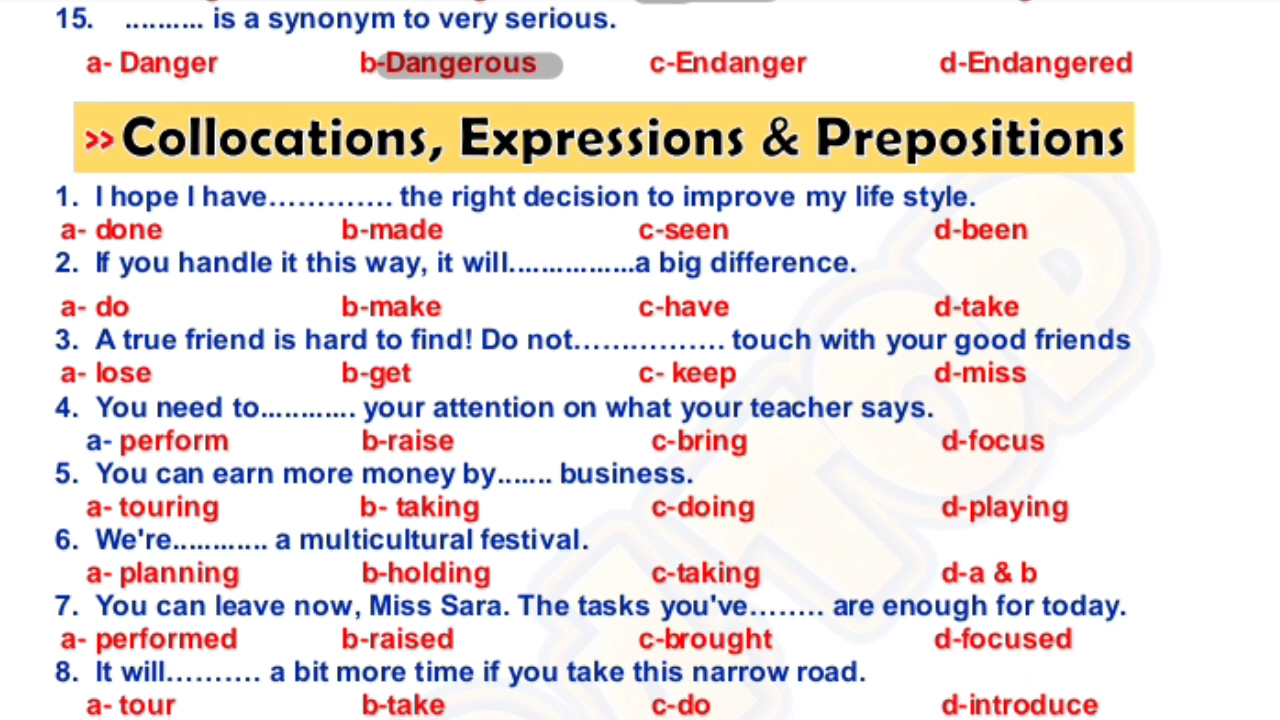 15. .......... is a synonym to very serious.
a- Danger b-Dangerous c-Endanger d-Endangered
»Collocations, Expressions & Prepositions
1. I hope I have............. the right decision to improve my life style.
a- done b-made c-seen d-been
2. If you handle it this way, it will................a big difference.
a- do b-make c-have d-take
3. A true friend is hard to find! Do not................ touch with your good friends
a- lose b-get c- keep d-miss
4. You need to............ your attention on what your teacher says.
a- perform b-raise c-bring d-focus
5. You can earn more money by....... business.
a- touring b- taking c-doing d-playing
6. We're............ a multicultural festival.
a- planning b-holding c-taking d-a & b
7. You can leave now, Miss Sara. The tasks you've........ are enough for today.
a- performed b-raised c-brought d-focused
8. It will.......... a bit more time if you take this narrow road.
a- tour b-take c-do d-introduce